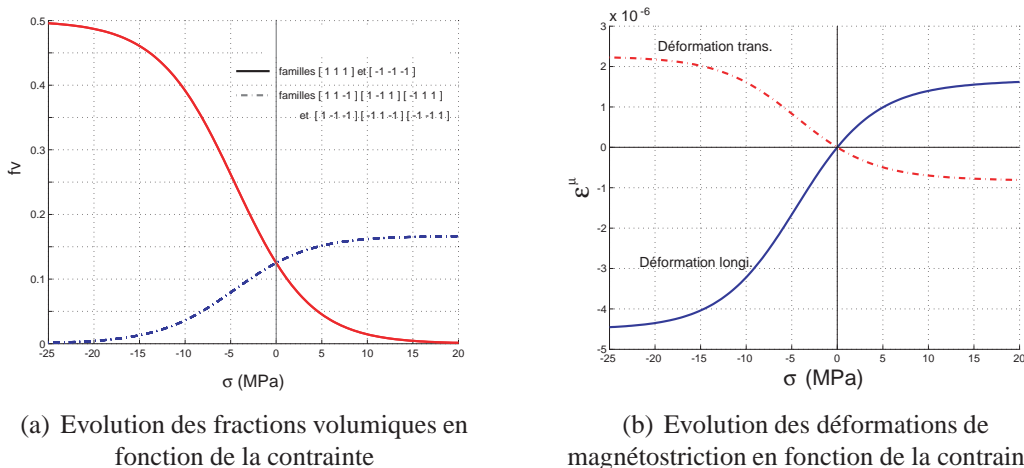 0.5
0.4
0.3
0.2
0.1
0
fv
-25 -20 -15 -10 -5 0 5 10 15 20
σ (MPa)
familles [ 1 1 1 ] et [ -1 -1 -1 ]
familles [ 1 1 -1 ] [ 1 -1 1 ] [ -1 1 1 ]
et [ 1 -1 -1 ] [ -1 1 -1 ] [ -1 -1 1 ]
(a) Evolution des fractions volumiques en
fonction de la contrainte
x 10⁻⁶
3
2
1
0
-1
-2
-3
-4
-5
ε^μ
Déformation trans.
Déformation longi.
-25 -20 -15 -10 -5 0 5 10 15 20
σ (MPa)
(b) Evolution des déformations de
magnétostriction en fonction de la contrain